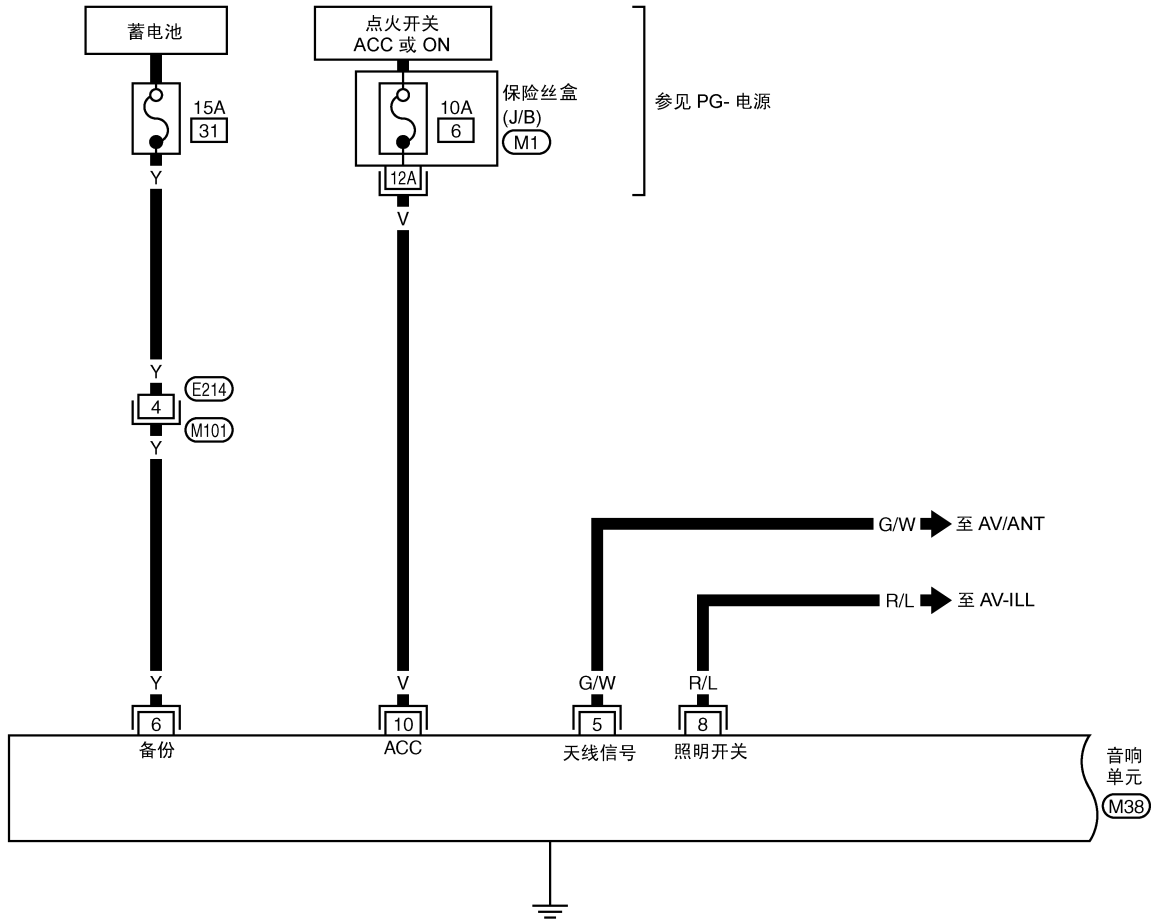 蓄电池
点火开关
ACC 或 ON
15A
31
10A
6
保险丝盒
(J/B)
M1
参见 PG- 电源
12A
Y
V
Y
E214
4
M101
Y
G/W
至 AV/ANT
R/L
至 AV-ILL
Y
V
G/W
R/L
6
10
5
8
备份
ACC
天线信号
照明开关
音响
单元
M38